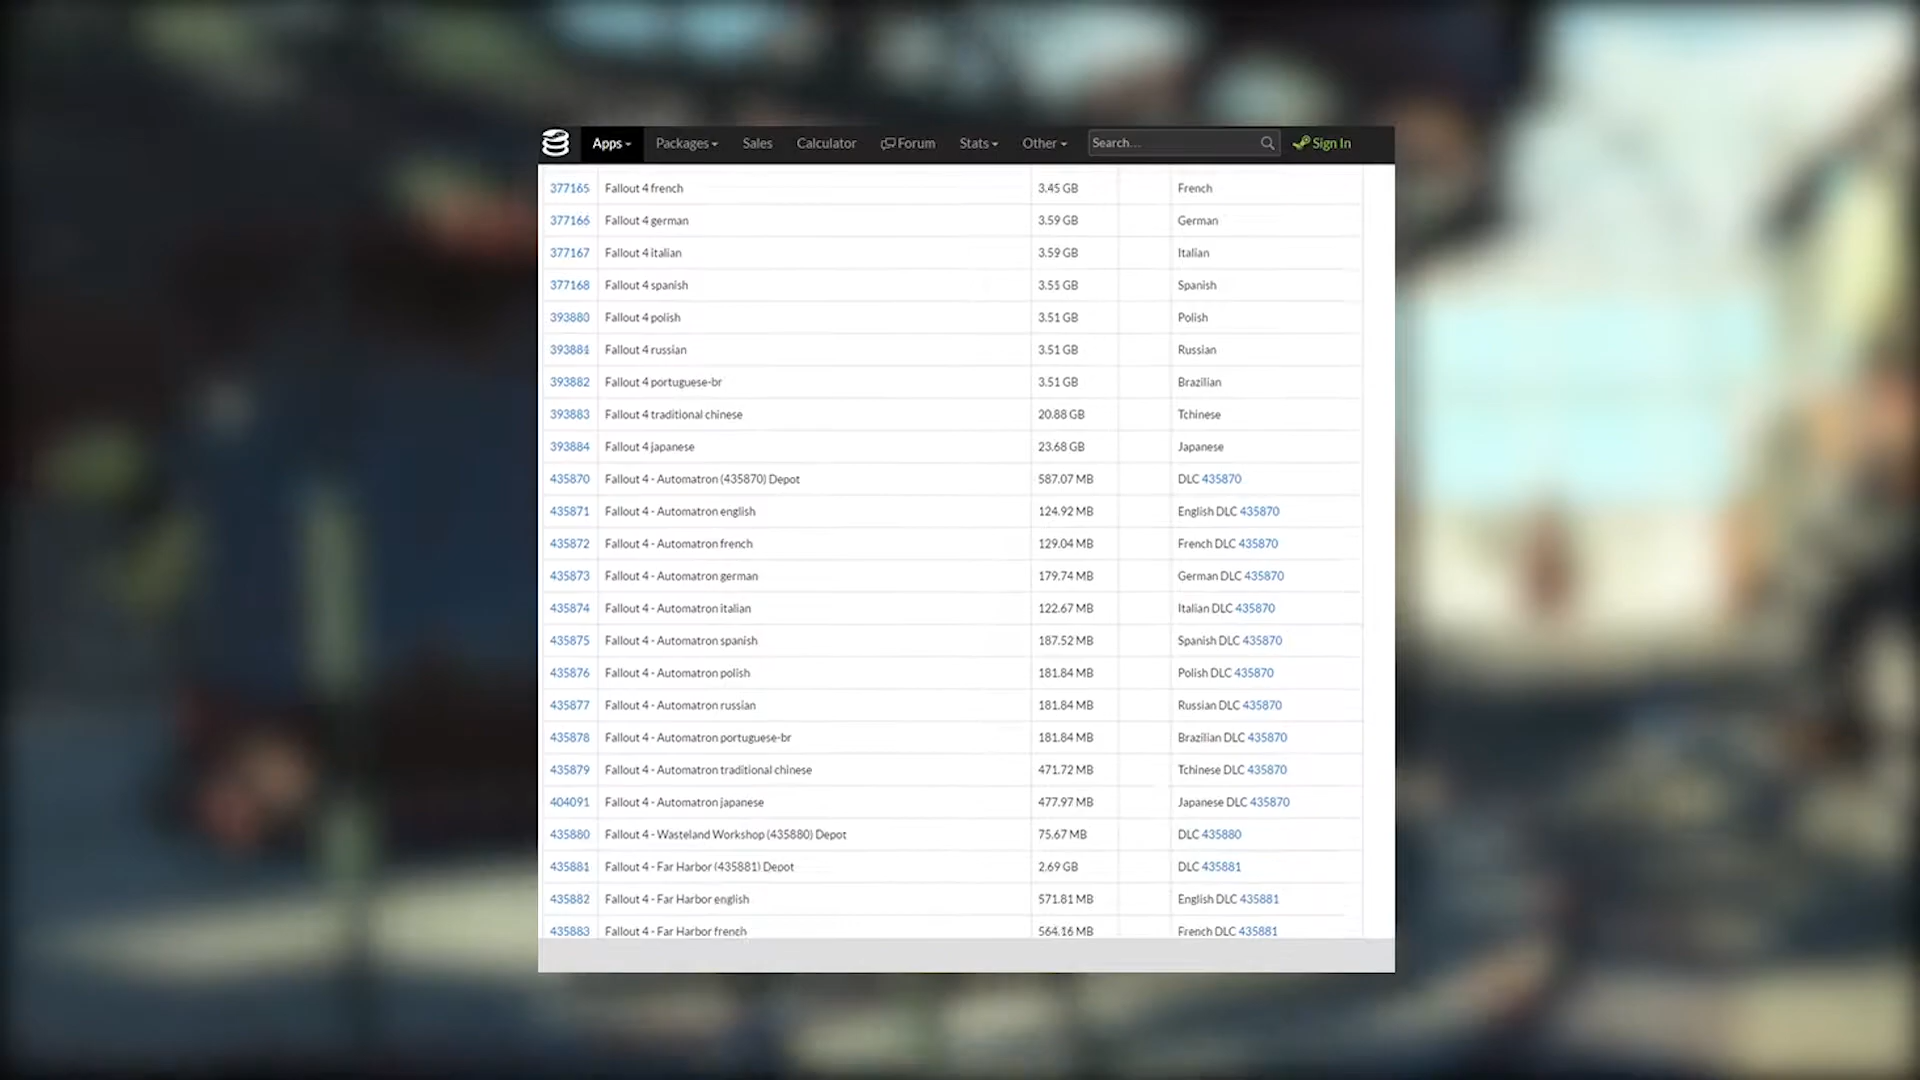 Apps Packages Sales Calculator Forum Stats Other Search... Sign In
377165 Fallout 4 french 3.45 GB French
377166 Fallout 4 german 3.59 GB German
377167 Fallout 4 italian 3.59 GB Italian
377168 Fallout 4 spanish 3.55 GB Spanish
393880 Fallout 4 polish 3.51 GB Polish
393881 Fallout 4 russian 3.51 GB Russian
393882 Fallout 4 portuguese-br 3.51 GB Brazilian
393883 Fallout 4 traditional chinese 20.88 GB Tchinese
393884 Fallout 4 japanese 23.68 GB Japanese
435870 Fallout 4 - Automatron (435870) Depot 587.07 MB DLC 435870
435871 Fallout 4 - Automatron english 124.92 MB English DLC 435870
435872 Fallout 4 - Automatron french 129.04 MB French DLC 435870
435873 Fallout 4 - Automatron german 179.74 MB German DLC 435870
435874 Fallout 4 - Automatron italian 122.67 MB Italian DLC 435870
435875 Fallout 4 - Automatron spanish 187.52 MB Spanish DLC 435870
435876 Fallout 4 - Automatron polish 181.84 MB Polish DLC 435870
435877 Fallout 4 - Automatron russian 181.84 MB Russian DLC 435870
435878 Fallout 4 - Automatron portuguese-br 181.84 MB Brazilian DLC 435870
435879 Fallout 4 - Automatron traditional chinese 471.72 MB Tchinese DLC 435870
404091 Fallout 4 - Automatron japanese 477.97 MB Japanese DLC 435870
435880 Fallout 4 - Wasteland Workshop (435880) Depot 75.67 MB DLC 435880
435881 Fallout 4 - Far Harbor (435881) Depot 2.69 GB DLC 435881
435882 Fallout 4 - Far Harbor english 571.81 MB English DLC 435881
435883 Fallout 4 - Far Harbor french 564.16 MB French DLC 435881